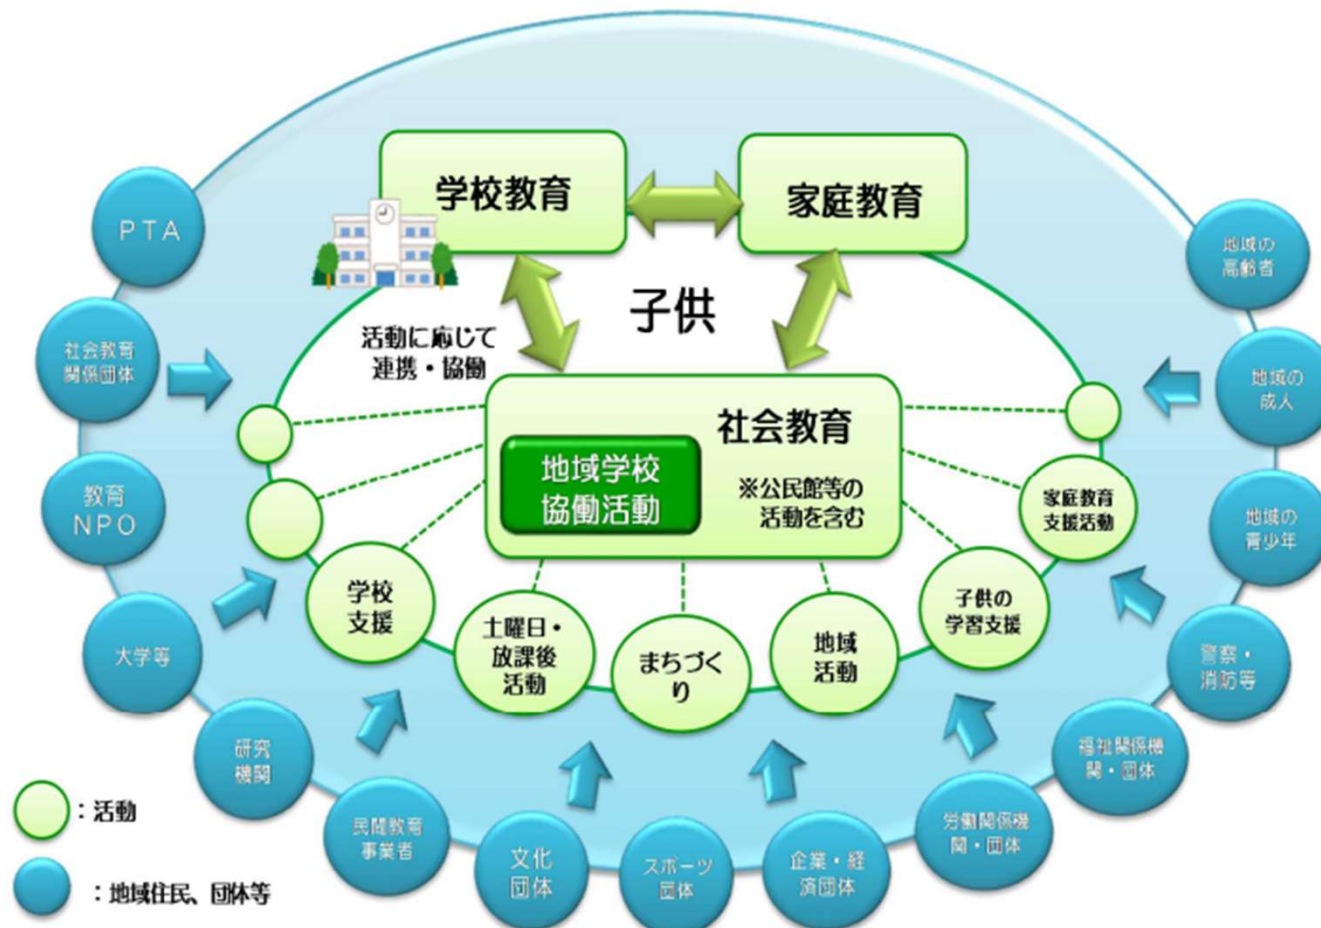 学校教育
家庭教育
子供
活動に応じて
連携・協働
社会教育
地域学校
協働活動
※公民館等の
活動を含む
学校
支援
土曜日・
放課後
活動
まちづく
り
地域
活動
子供の
学習支援
家庭教育
支援活動
PTA
社会教育
関係団体
教育
NPO
大学等
研究
機関
民間教育
事業者
文化
団体
スポーツ
団体
企業・経
済団体
労働関係機
関・団体
福祉関係機
関・団体
警察・
消防等
地域の
青少年
地域の
成人
地域の
高齢者
：活動
：地域住民、団体等